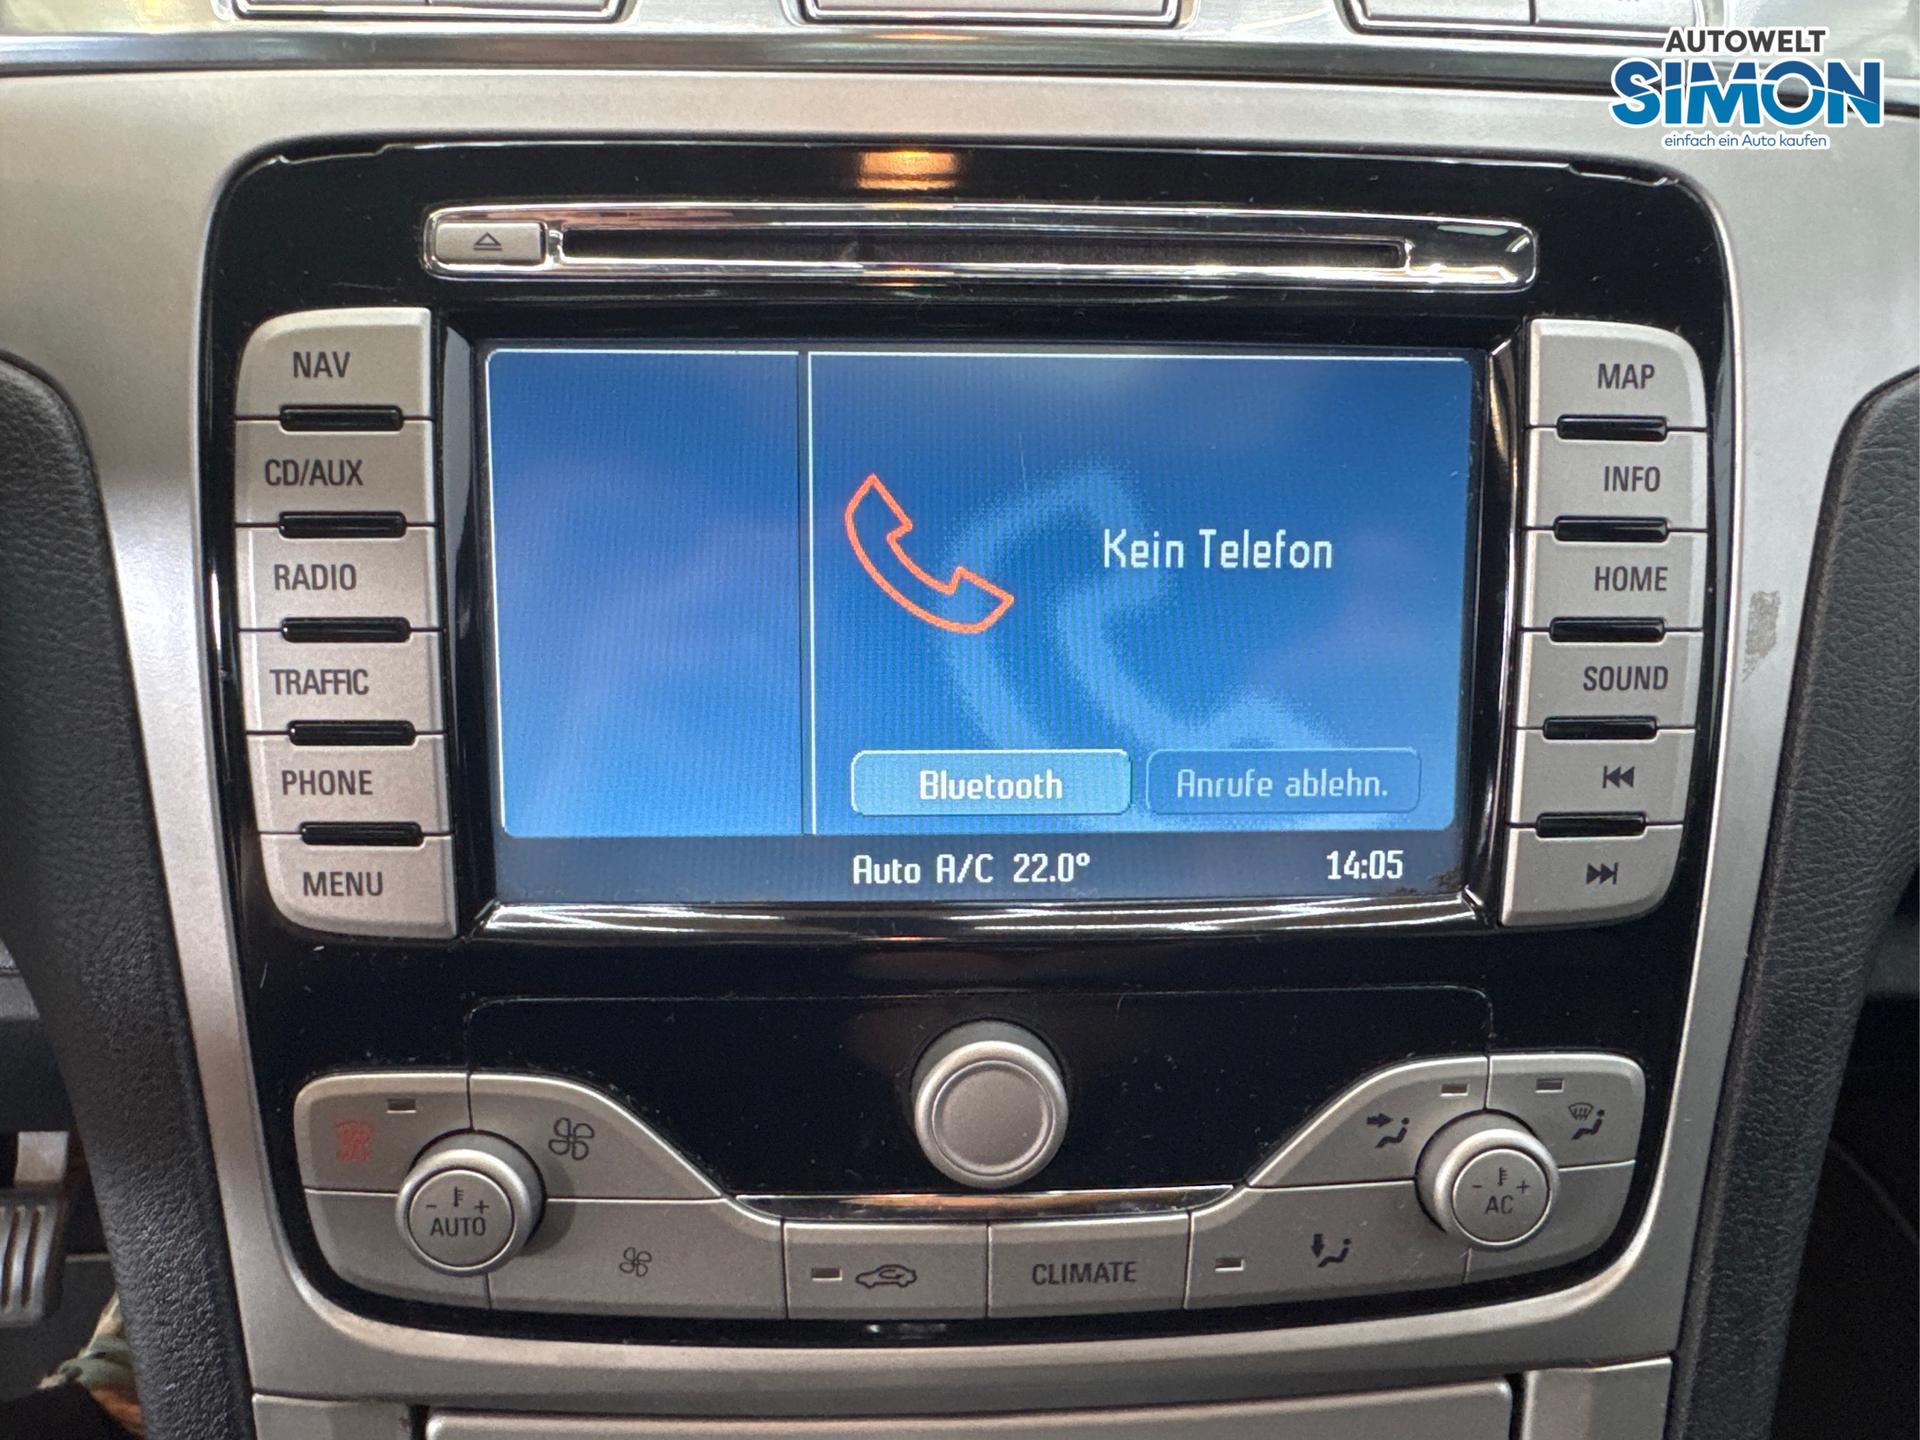 AUTOWELT
SIMON
einfach ein Auto kaufen
NAV
CD/AUX
RADIO
TRAFFIC
PHONE
MENU
Kein Telefon
Bluetooth
Anrufe ablehn.
Auto A/C 22.0°
14:05
MAP
INFO
HOME
SOUND
- +
AUTO
CLIMATE
- +
AC